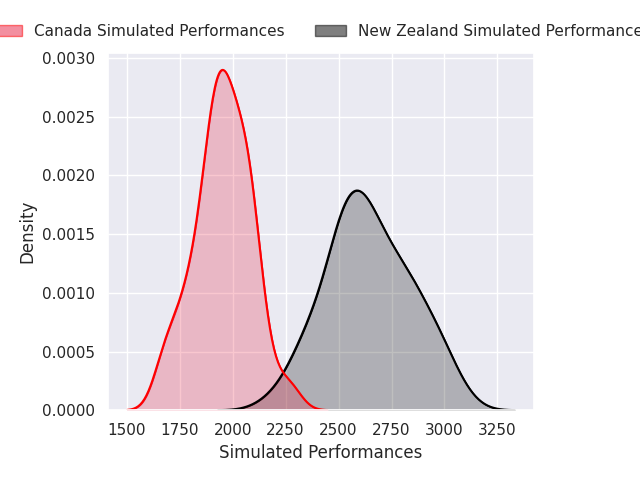 Canada Simulated Performances New Zealand Simulated Performance
0.0030
0.0025
0.0020
0.0015
0.0010
0.0005
0.0000
Density
1500 1750 2000 2250 2500 2750 3000 3250
Simulated Performances